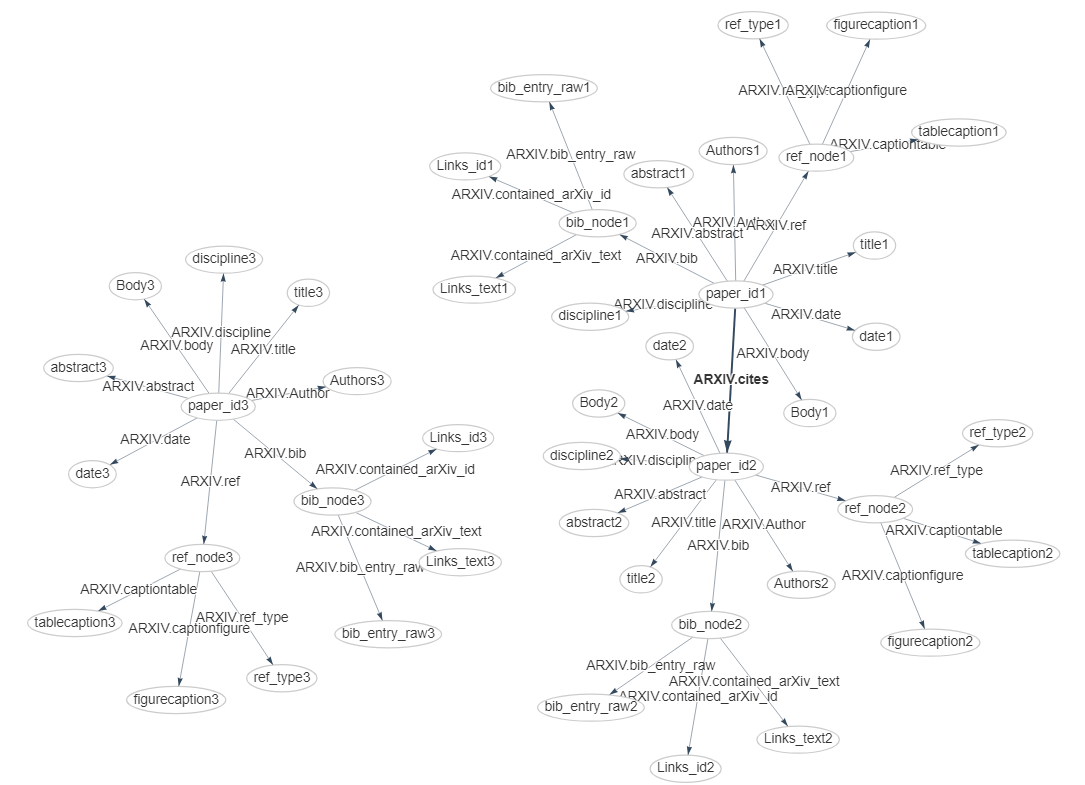 ref_type1
figurecaption1
bib_entry_raw1
ARXIV.ref_type
ARXIV.captionfigure
tablecaption1
ARXIV.captiontable
Authors1
ARXIV.bib_entry_raw
ref_node1
Links_id1
abstract1
ARXIV.contained_arXiv_id
bib_node1
ARXIV.Author
ARXIV.ref
ARXIV.abstract
title1
ARXIV.contained_arXiv_text
ARXIV.bib
ARXIV.title
Links_text1
paper_id1
ARXIV.discipline
discipline1
ARXIV.date
date1
date2
ARXIV.body
ARXIV.cites
Body1
discipline3
Body3
title3
ARXIV.discipline
ARXIV.body
ARXIV.title
abstract3
ARXIV.abstract
Authors3
ARXIV.Author
paper_id3
ARXIV.date
date3
ARXIV.bib
ARXIV.ref
Links_id3
ARXIV.contained_arXiv_id
bib_node3
ARXIV.contained_arXiv_text
Links_text3
ARXIV.bib_entry_raw
bib_entry_raw3
ref_node3
ARXIV.captiontable
tablecaption3
ARXIV.ref_type
ARXIV.captionfigure
ref_type3
figurecaption3
Body2
ARXIV.date
ARXIV.body
discipline2
ARXIV.discipline
paper_id2
ARXIV.abstract
abstract2
ARXIV.title
ARXIV.Author
ARXIV.bib
title2
Authors2
ARXIV.ref
ref_type2
ARXIV.ref_type
ref_node2
ARXIV.captiontable
tablecaption2
ARXIV.captionfigure
figurecaption2
bib_node2
ARXIV.bib_entry_raw
ARXIV.contained_arXiv_text
ARXIV.contained_arXiv_id
bib_entry_raw2
Links_text2
Links_id2